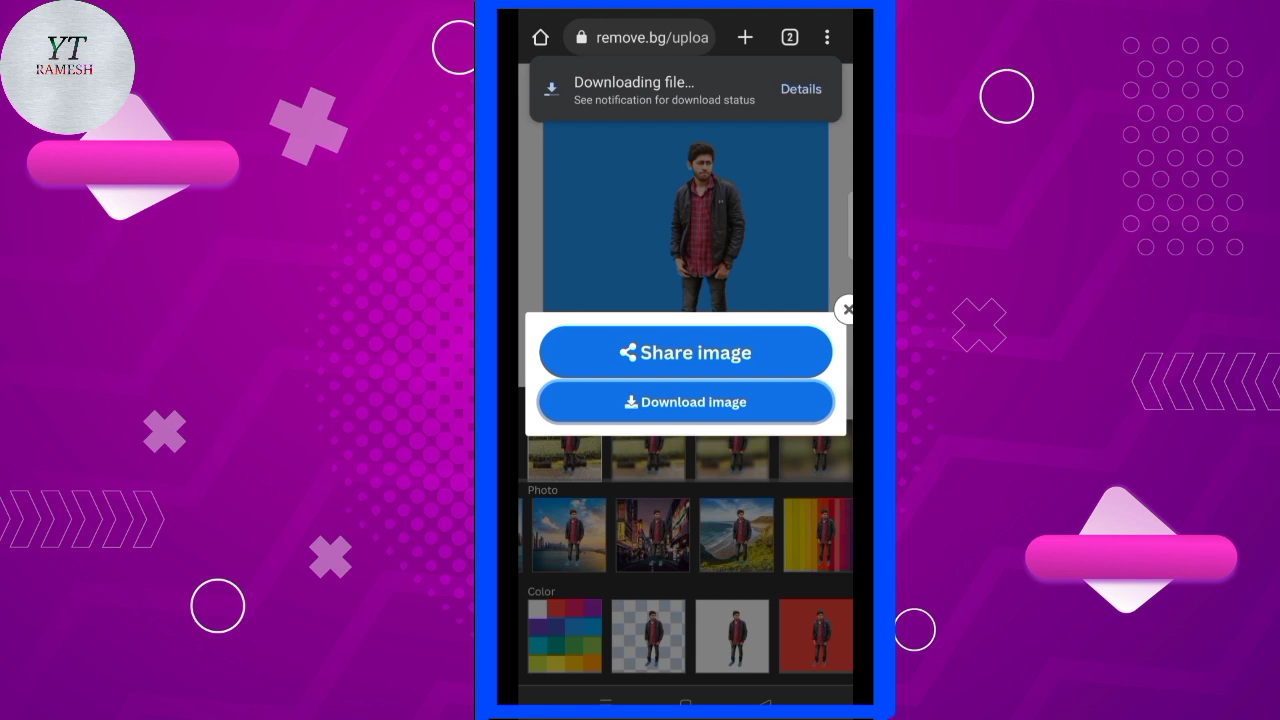 YT
RAMESH
remove.bg/uploa
2
Downloading file...
See notification for download status
Details
Share image
Download image
Photo
Color